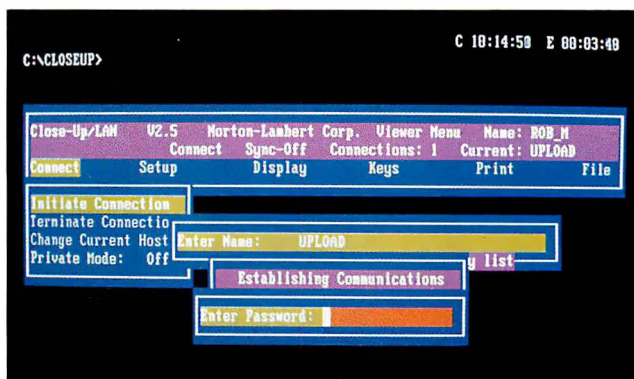 C 10:14:50 E 00:03:48
C:\CLOSEUP>
Close-Up/LAN V2.5 Norton-Lambert Corp. Viewer Menu Name: ROB_M
Connect Sync-Off Connections: 1 Current: UPLOAD
Connect Setup Display Keys Print File
Initiate Connection
Terminate Connectio
Change Current Host
Private Mode: Off
Enter Name: UPLOAD
y list
Establishing Communications
Enter Password: